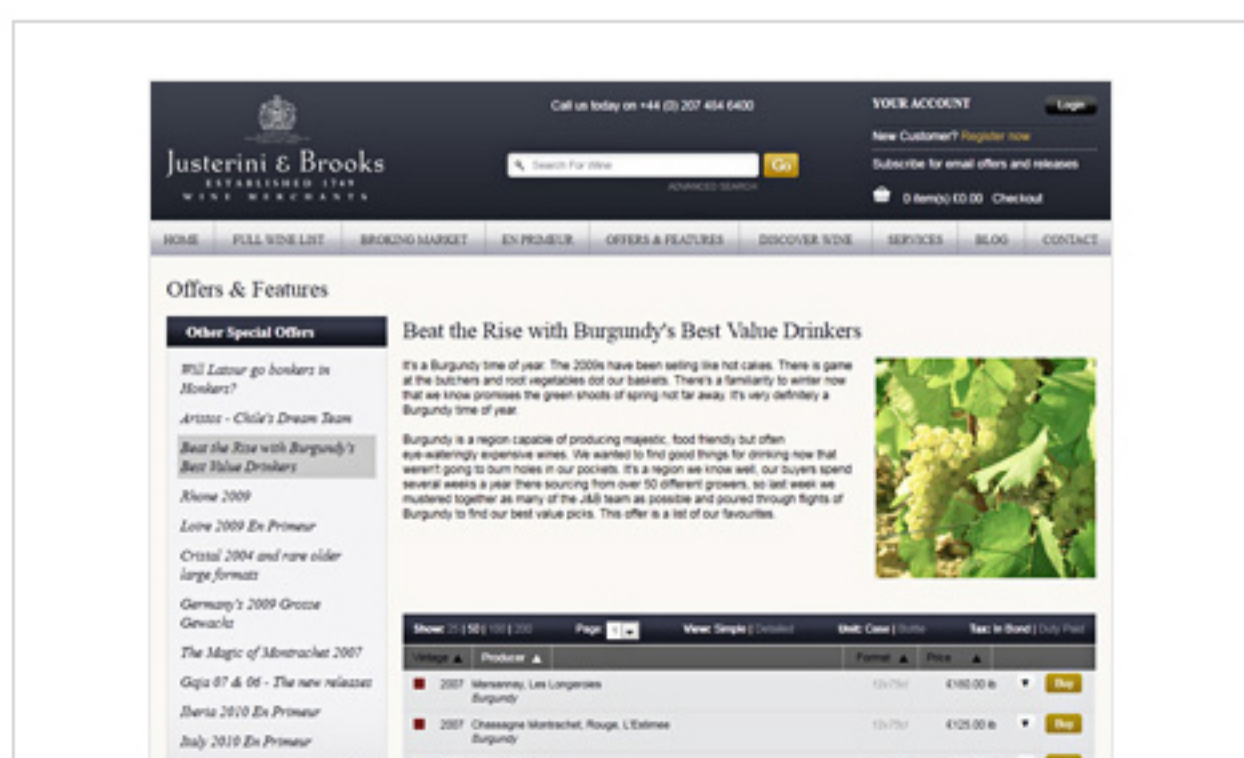 Call us today on +44 (0) 207 484 6400
YOUR ACCOUNT
Login
New Customer? Register now
Justerini & Brooks
ESTABLISHED 1749
WINE MERCHANTS
Search For Wine
Go
ADVANCED SEARCH
Subscribe for email offers and releases
0 item(s) £0.00 Checkout
HOME FULL WINE LIST BROKING MARKET EN PRIMEUR OFFERS & FEATURES DISCOVER WINE SERVICES BLOG CONTACT
Offers & Features
Other Special Offers
Will Latour go bonkers in
Honkers?
Aristos - Chile's Dream Team
Beat the Rise with Burgundy's
Best Value Drinkers
Rhone 2009
Loire 2009 En Primeur
Cristal 2004 and rare older
large formats
Germany's 2009 Grosse
Gewachs
The Magic of Montrachet 2007
Gaja 07 & 06 - The new releases
Iberia 2010 En Primeur
Italy 2010 En Primeur
Beat the Rise with Burgundy's Best Value Drinkers
It's a Burgundy time of year. The 2009s have been selling like hot cakes. There is game
at the butchers and root vegetables dot our baskets. There's a familiarity to winter now
that we know promises the green shoots of spring not far away. It's very definitely a
Burgundy time of year.
Burgundy is a region capable of producing majestic, food friendly but often
eye-wateringly expensive wines. We wanted to find good things for drinking now that
weren't going to burn holes in our pockets. It's a region we know well, our buyers spend
several weeks a year there sourcing from over 50 different growers, so last week we
mustered together as many of the J&B team as possible and poured through flights of
Burgundy to find our best value picks. This offer is a list of our favourites.
Show: 25 | 50 | 100 | 200 Page 1 View: Simple | Detailed Unit: Case | Bottle Tax: In Bond | Duty Paid
Vintage Producer Format Price
2007 Marsannay, Les Longeroies 12x75cl £160.00 ib Buy
Burgundy
2007 Chassagne Montrachet, Rouge, L'Estimee 12x75cl £125.00 ib Buy
Burgundy